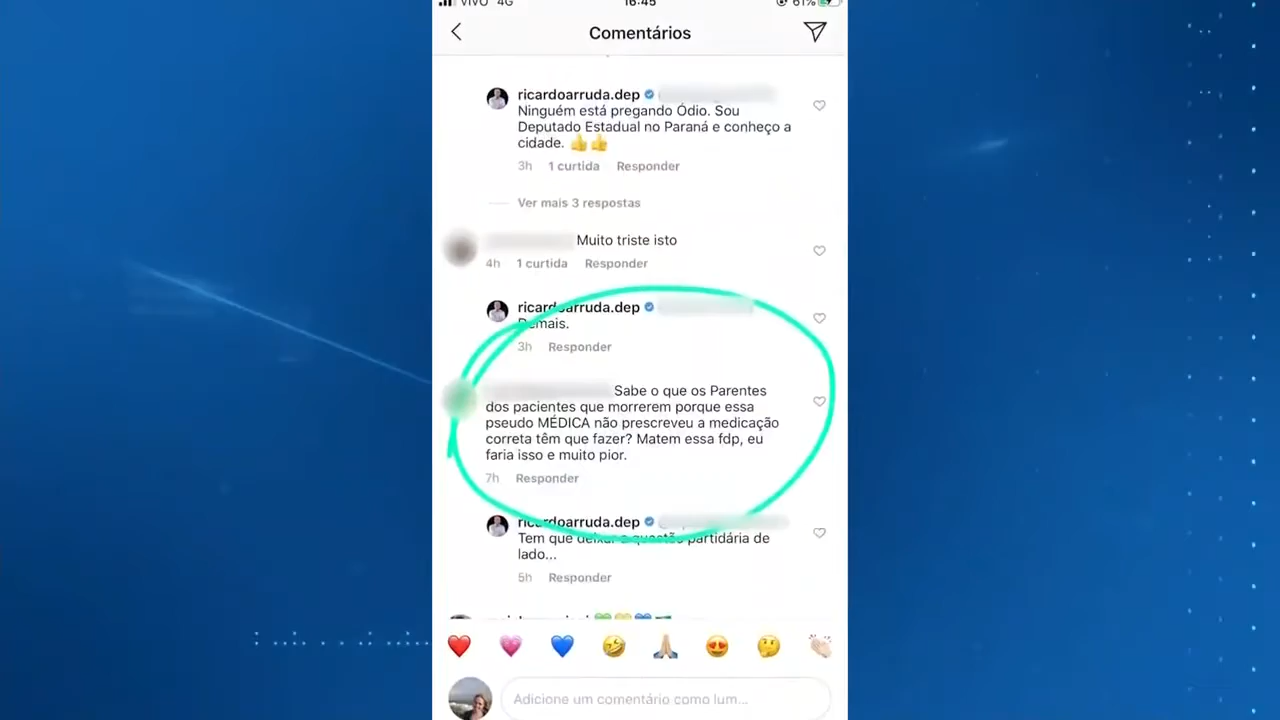 VIVO 4G 16:45 61%
Comentários
ricardoarruda.dep
Ninguém está pregando Ódio. Sou
Deputado Estadual no Paraná e conheço a
cidade. 👍👍
3h 1 curtida Responder
Ver mais 3 respostas
Muito triste isto
4h 1 curtida Responder
ricardoarruda.dep
Demais.
3h Responder
Sabe o que os Parentes
dos pacientes que morrerem porque essa
pseudo MÉDICA não prescreveu a medicação
correta têm que fazer? Matem essa fdp, eu
faria isso e muito pior.
7h Responder
ricardoarruda.dep
Tem que deixar a questão partidária de
lado...
5h Responder
Adicione um comentário como lum...